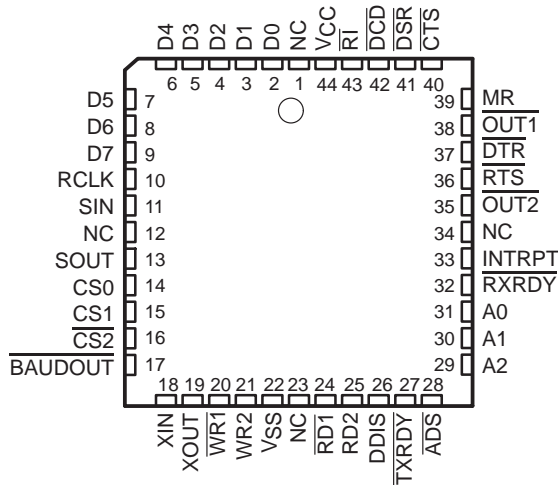 D4 D3 D2 D1 D0 NC VCC RI DCD DSR CTS
6 5 4 3 2 1 44 43 42 41 40
D5 7
D6 8
D7 9
RCLK 10
SIN 11
NC 12
SOUT 13
CS0 14
CS1 15
CS2 16
BAUDOUT 17
39 MR
38 OUT1
37 DTR
36 RTS
35 OUT2
34 NC
33 INTRPT
32 RXRDY
31 A0
30 A1
29 A2
18 19 20 21 22 23 24 25 26 27 28
XIN XOUT WR1 WR2 VSS NC RD1 RD2 DDIS TXRDY ADS